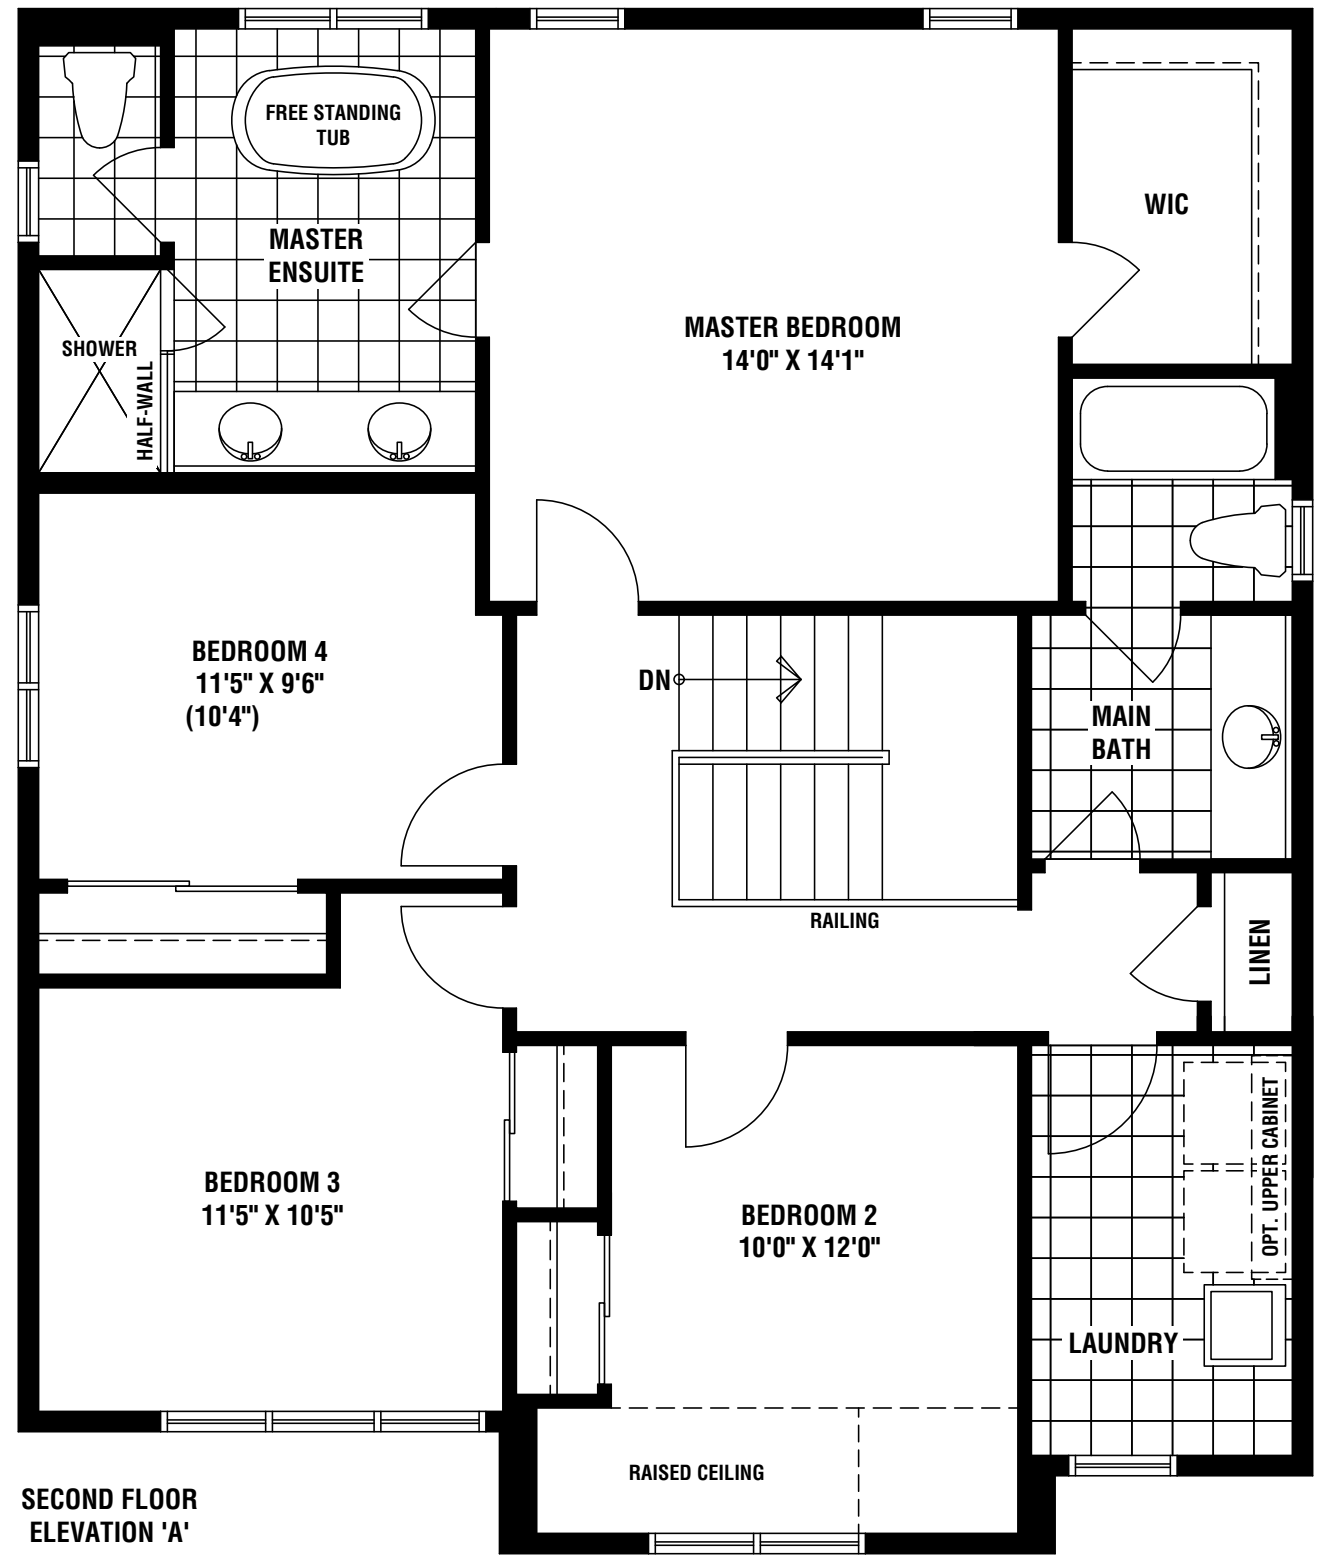 FREE STANDING
TUB
MASTER
ENSUITE
WIC
MASTER BEDROOM
14'0" X 14'1"
SHOWER
HALF-WALL
BEDROOM 4
11'5" X 9'6"
(10'4")
DN
MAIN
BATH
RAILING
LINEN
BEDROOM 3
11'5" X 10'5"
BEDROOM 2
10'0" X 12'0"
OPT. UPPER CABINET
LAUNDRY
RAISED CEILING
SECOND FLOOR
ELEVATION 'A'